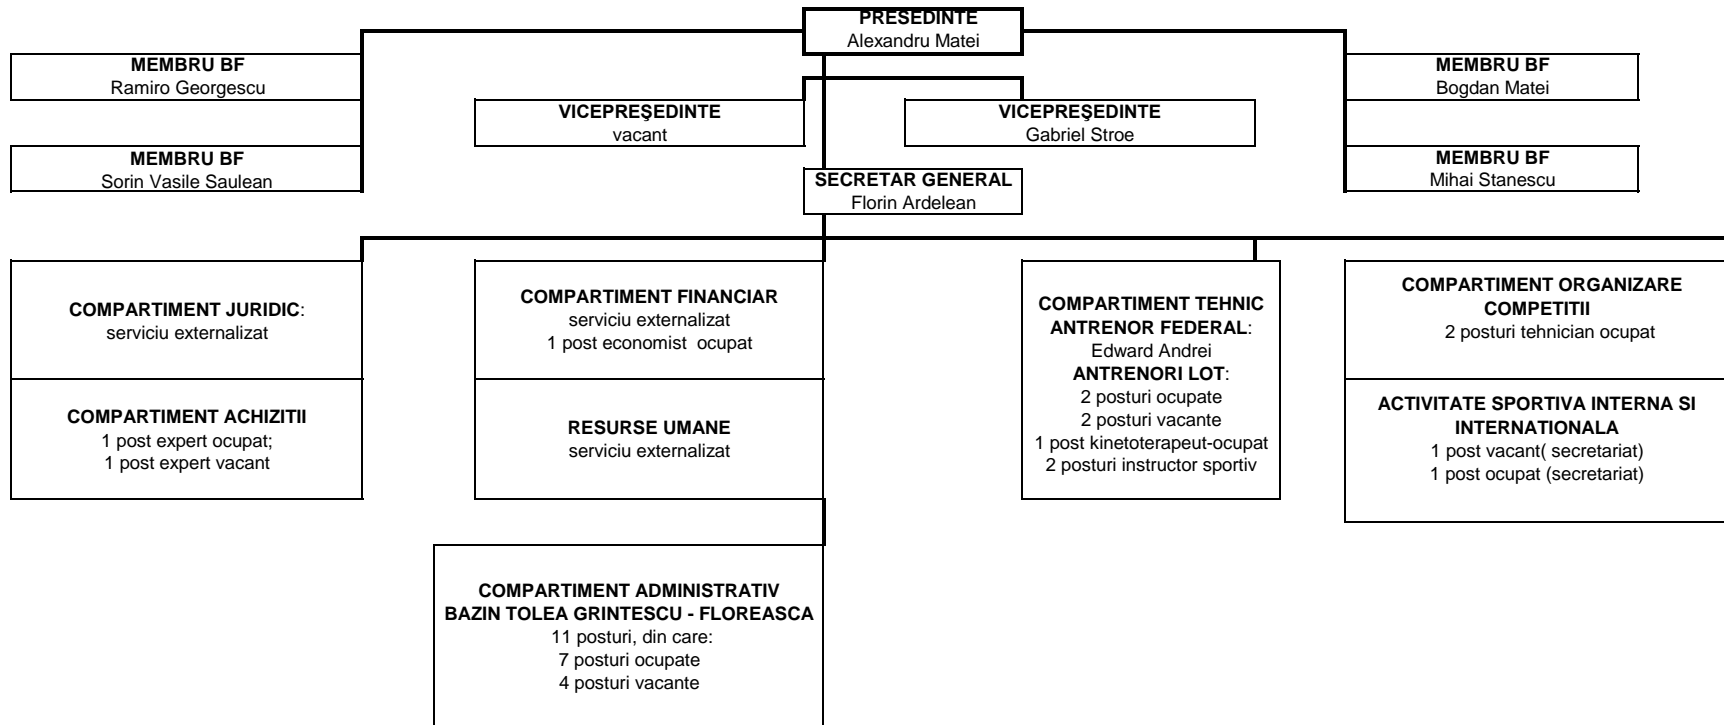 PRESEDINTE
Alexandru Matei
MEMBRU BF
Ramiro Georgescu
MEMBRU BF
Bogdan Matei
VICEPREŞEDINTE
vacant
VICEPREŞEDINTE
Gabriel Stroe
MEMBRU BF
Sorin Vasile Saulean
MEMBRU BF
Mihai Stanescu
SECRETAR GENERAL
Florin Ardelean
COMPARTIMENT JURIDIC:
serviciu externalizat
COMPARTIMENT FINANCIAR
serviciu externalizat
1 post economist  ocupat
COMPARTIMENT TEHNIC
ANTRENOR FEDERAL:
Edward Andrei
ANTRENORI LOT:
2 posturi ocupate
2 posturi vacante
1 post kinetoterapeut-ocupat
2 posturi instructor sportiv
COMPARTIMENT ORGANIZARE
COMPETITII
2 posturi tehnician ocupat
COMPARTIMENT ACHIZITII
1 post expert ocupat;
1 post expert vacant
RESURSE UMANE
serviciu externalizat
ACTIVITATE SPORTIVA INTERNA SI
INTERNATIONALA
1 post vacant( secretariat)
1 post ocupat (secretariat)
COMPARTIMENT ADMINISTRATIV
BAZIN TOLEA GRINTESCU - FLOREASCA
11 posturi, din care:
7 posturi ocupate
4 posturi vacante